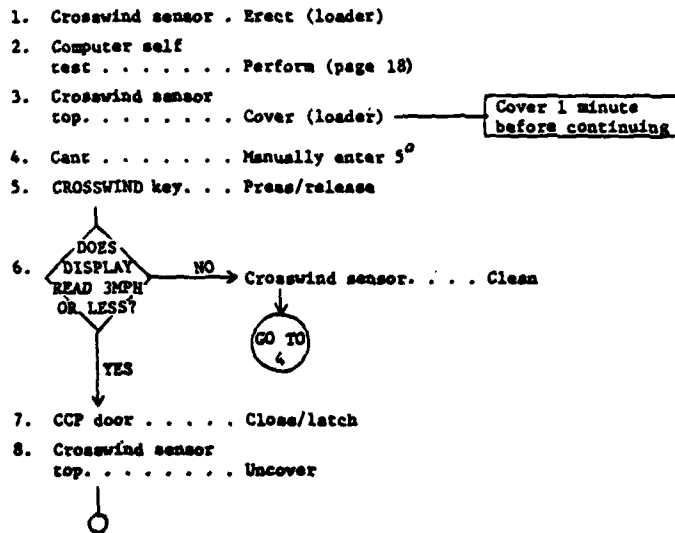 1. Crosswind sensor . Erect (loader)
2. Computer self
test . . . . . . . Perform (page 18)
3. Crosswind sensor
top. . . . . . . . Cover (loader)
Cover 1 minute
before continuing
4. Cant . . . . . . . Manually enter 5°
5. CROSSWIND key. . . Press/release
6. DOES
DISPLAY
READ 3MPH
OR LESS?
NO
Crosswind sensor. . . . Clean
GO TO
4
YES
7. CCP door . . . . . Close/latch
8. Crosswind sensor
top. . . . . . . . Uncover